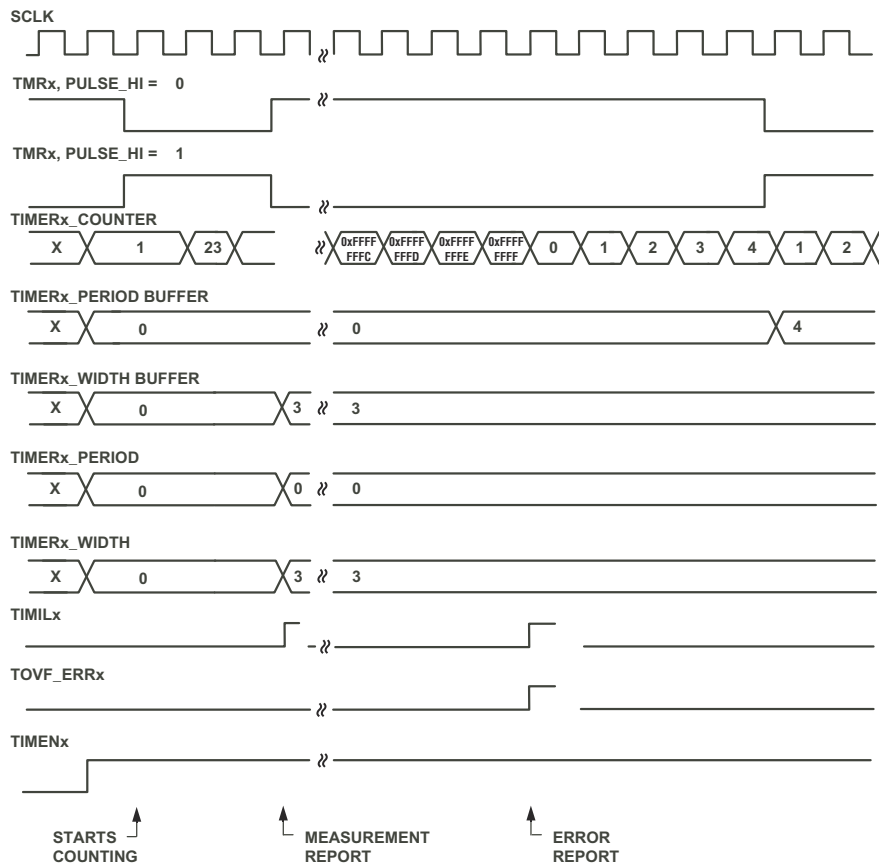 SCLK
TMRx, PULSE_HI = 0
TMRx, PULSE_HI = 1
TIMERx_COUNTER
X 1 23 0xFFFF FFFC 0xFFFF FFFD 0xFFFF FFFE 0xFFFF FFFF 0 1 2 3 4 1 2
TIMERx_PERIOD BUFFER
X 0 0 4
TIMERx_WIDTH BUFFER
X 0 3 3
TIMERx_PERIOD
X 0 0 0
TIMERx_WIDTH
X 0 3 3
TIMILx
TOVF_ERRx
TIMENx
STARTS COUNTING
MEASUREMENT REPORT
ERROR REPORT